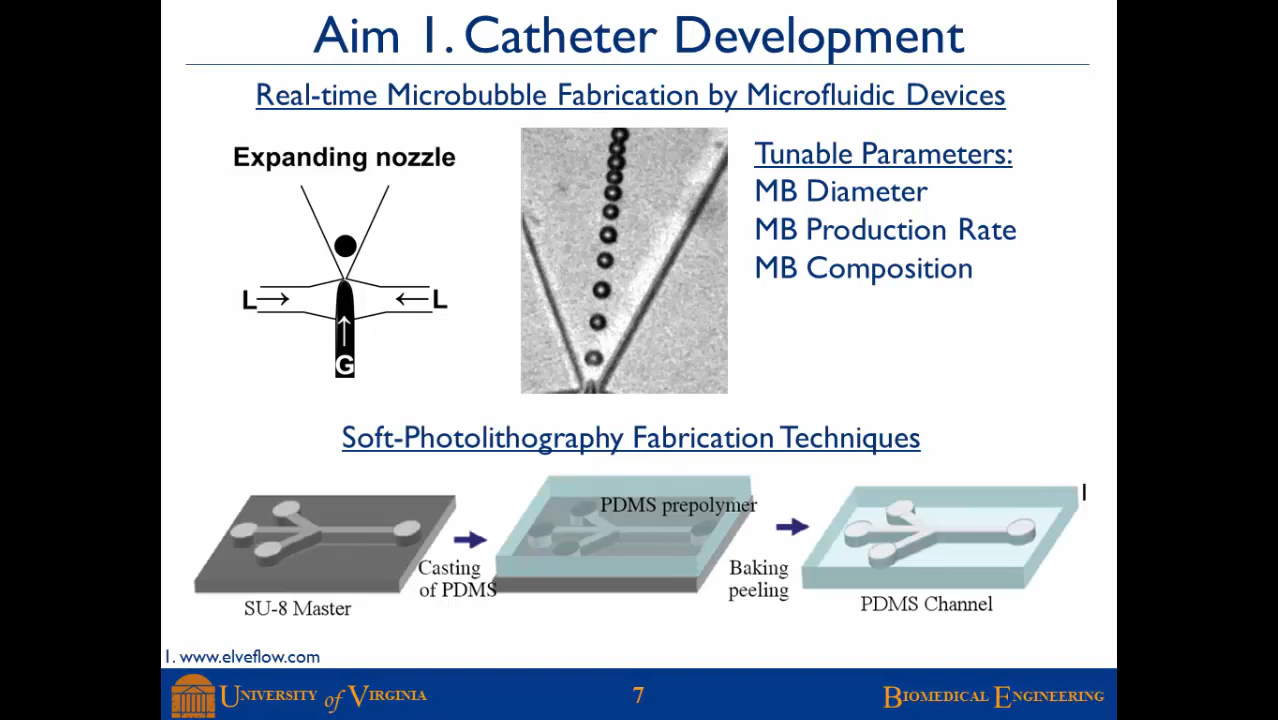 Aim 1. Catheter Development
Real-time Microbubble Fabrication by Microfluidic Devices
Expanding nozzle
L
L
G
Tunable Parameters:
MB Diameter
MB Production Rate
MB Composition
Soft-Photolithography Fabrication Techniques
1
SU-8 Master
Casting
of PDMS
PDMS prepolymer
Baking
peeling
PDMS Channel
1. www.elveflow.com
UNIVERSITY of VIRGINIA
7
BIOMEDICAL ENGINEERING